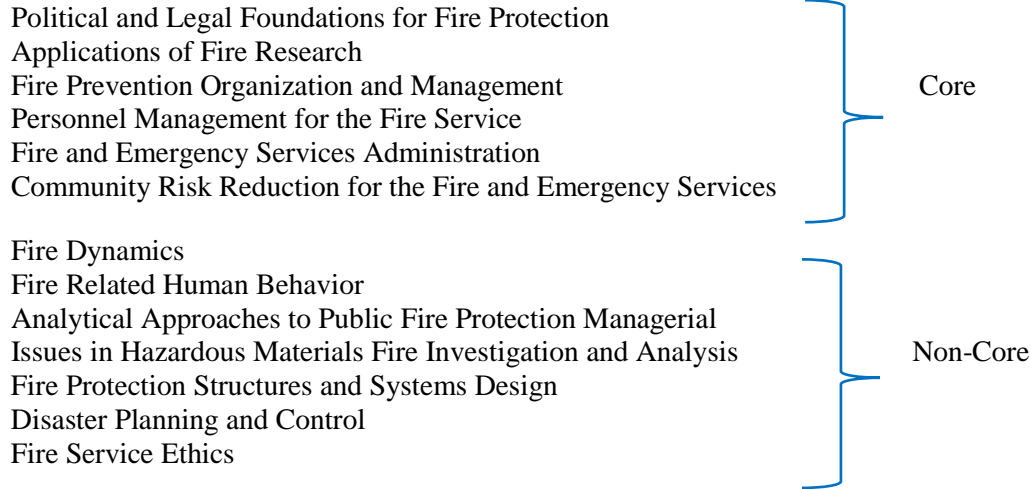 Political and Legal Foundations for Fire Protection
Applications of Fire Research
Fire Prevention Organization and Management
Core
Personnel Management for the Fire Service
Fire and Emergency Services Administration
Community Risk Reduction for the Fire and Emergency Services
Fire Dynamics
Fire Related Human Behavior
Analytical Approaches to Public Fire Protection Managerial
Issues in Hazardous Materials Fire Investigation and Analysis
Non-Core
Fire Protection Structures and Systems Design
Disaster Planning and Control
Fire Service Ethics